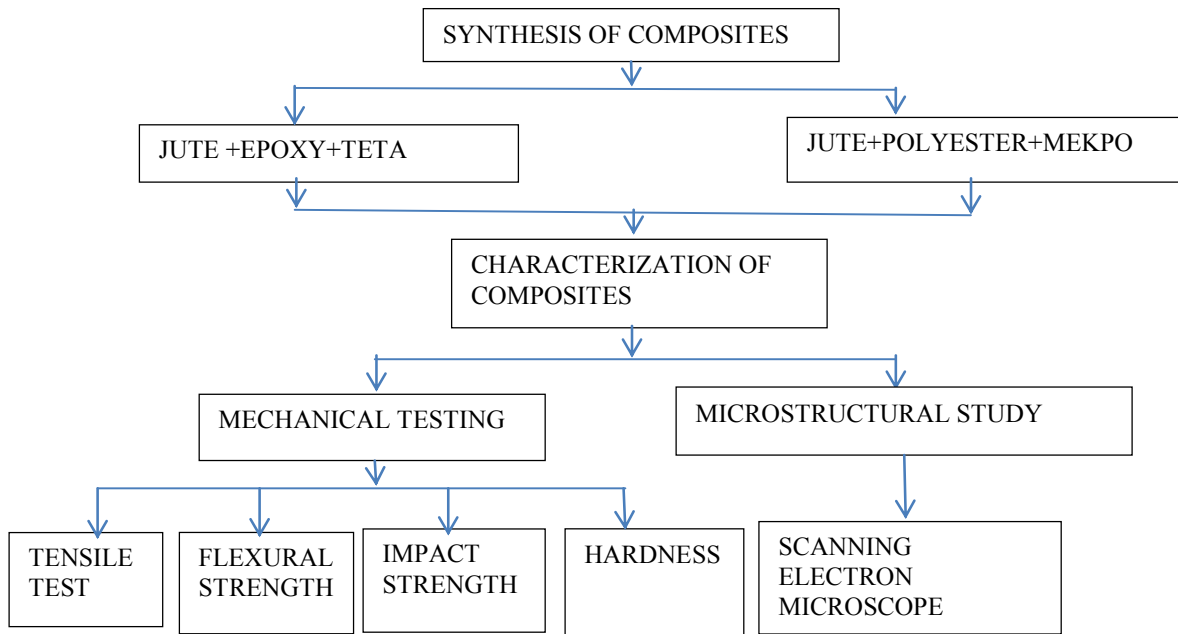 SYNTHESIS OF COMPOSITES
JUTE +EPOXY+TETA
JUTE+POLYESTER+MEKPO
CHARACTERIZATION OF
COMPOSITES
MECHANICAL TESTING
MICROSTRUCTURAL STUDY
TENSILE
TEST
FLEXURAL
STRENGTH
IMPACT
STRENGTH
HARDNESS
SCANNING
ELECTRON
MICROSCOPE